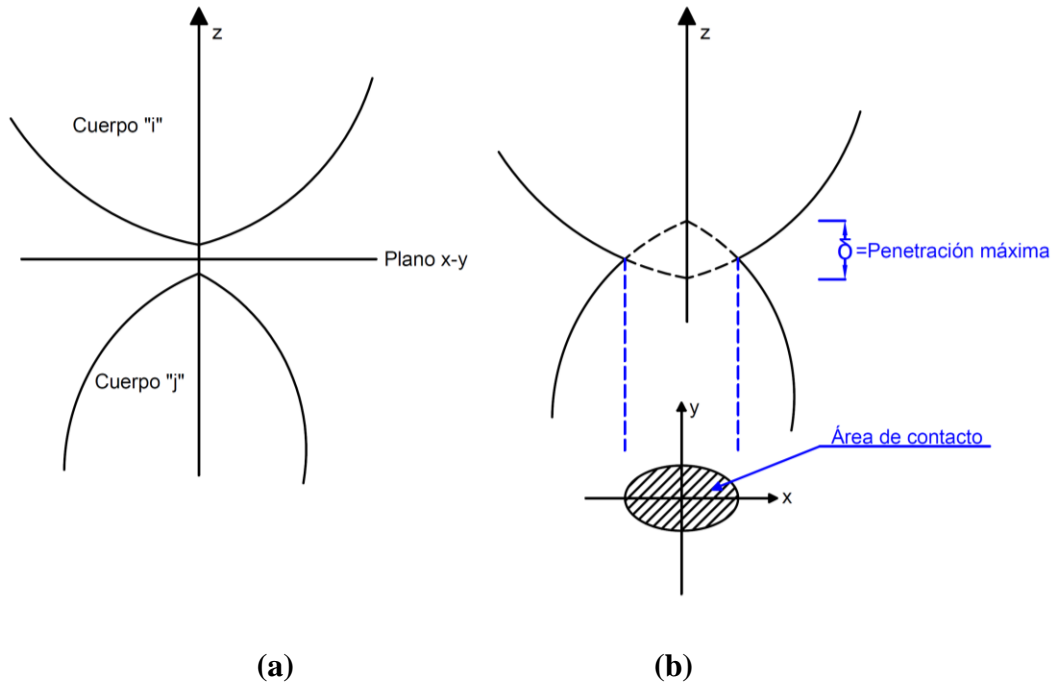 z
Cuerpo "i"
Plano x-y
Cuerpo "j"
(a)
z
δ=Penetración máxima
y
Área de contacto
x
(b)